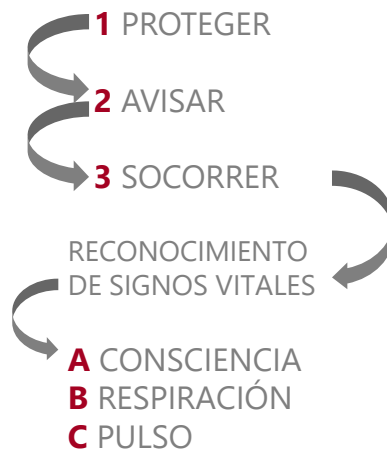 1 PROTEGER
2 AVISAR
3 SOCORRER
RECONOCIMIENTO
DE SIGNOS VITALES
A CONSCIENCIA
B RESPIRACIÓN
C PULSO